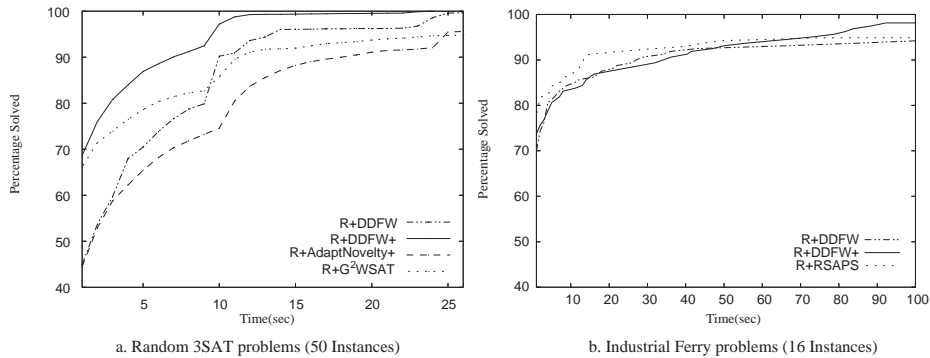 100
90
80
70
60
50
40
Percentage Solved
5
10
15
20
25
Time(sec)
R+DDFW
R+DDFW+
R+AdaptNovelty+
R+G²WSAT
a. Random 3SAT problems (50 Instances)
100
90
80
70
60
50
40
Percentage Solved
10
20
30
40
50
60
70
80
90
100
Time(sec)
R+DDFW
R+DDFW+
R+RSAPS
b. Industrial Ferry problems (16 Instances)